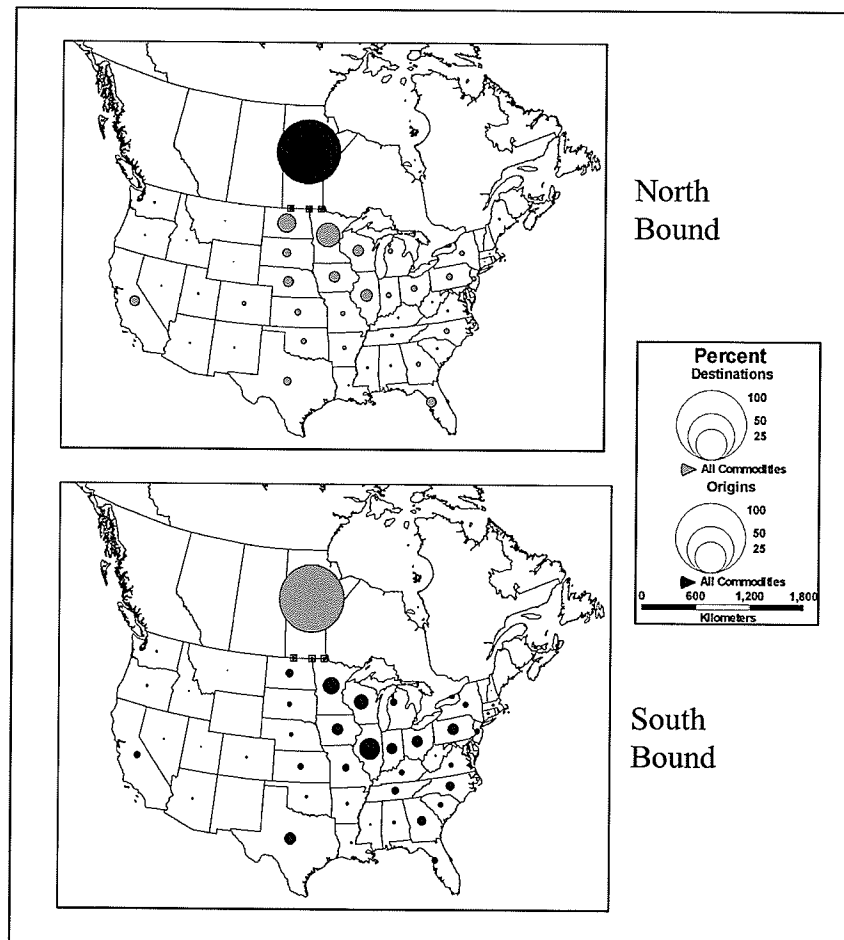 North
Bound
Percent
Destinations
100
50
25
All Commodities
Origins
100
50
25
All Commodities
0 600 1,200 1,800
Kilometers
South
Bound